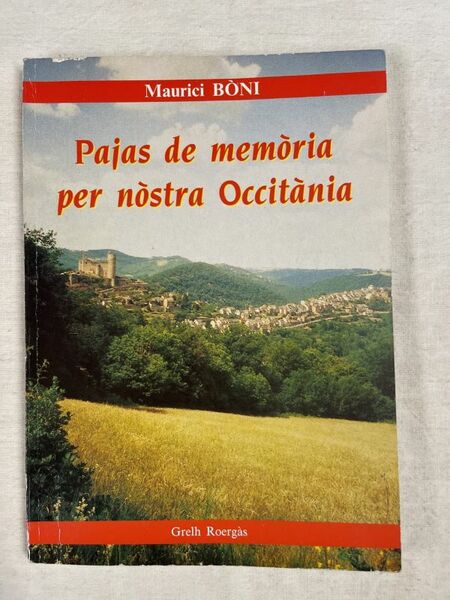 Maurici BÒNI
Pajas de memòria
per nòstra Occitània
Grelh Roergàs